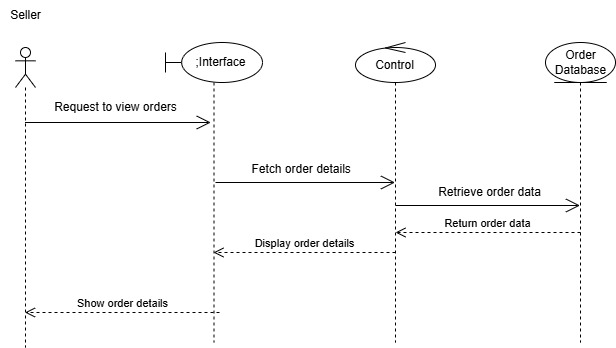 Seller
;Interface
Control
Order
Database
Request to view orders
Fetch order details
Retrieve order data
Return order data
Display order details
Show order details